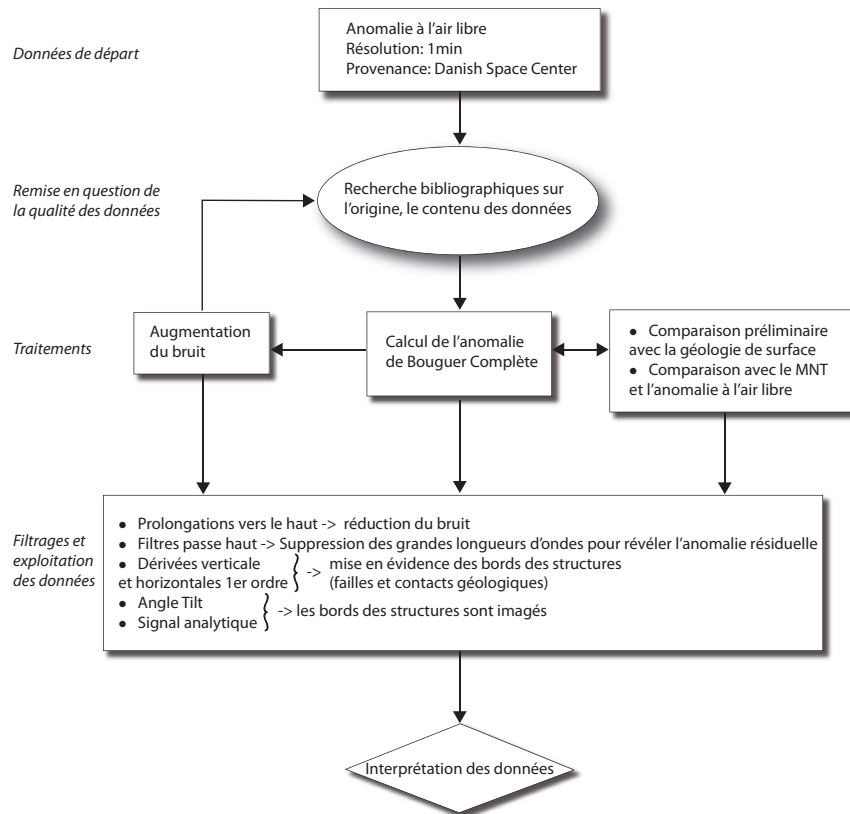 Données de départ
Anomalie à l'air libre
Résolution: 1min
Provenance: Danish Space Center
Remise en question de
la qualité des données
Recherche bibliographiques sur
l'origine, le contenu des données
Traitements
Augmentation
du bruit
Calcul de l'anomalie
de Bouguer Complète
● Comparaison préliminaire
avec la géologie de surface
● Comparaison avec le MNT
et l'anomalie à l'air libre
Filtrages et
exploitation
des données
● Prolongations vers le haut -> réduction du bruit
● Filtres passe haut -> Suppression des grandes longueurs d'ondes pour révéler l'anomalie résiduelle
● Dérivées verticale
et horizontales 1er ordre
-> mise en évidence des bords des structures
(failles et contacts géologiques)
● Angle Tilt
● Signal analytique
-> les bords des structures sont imagés
Interprétation des données